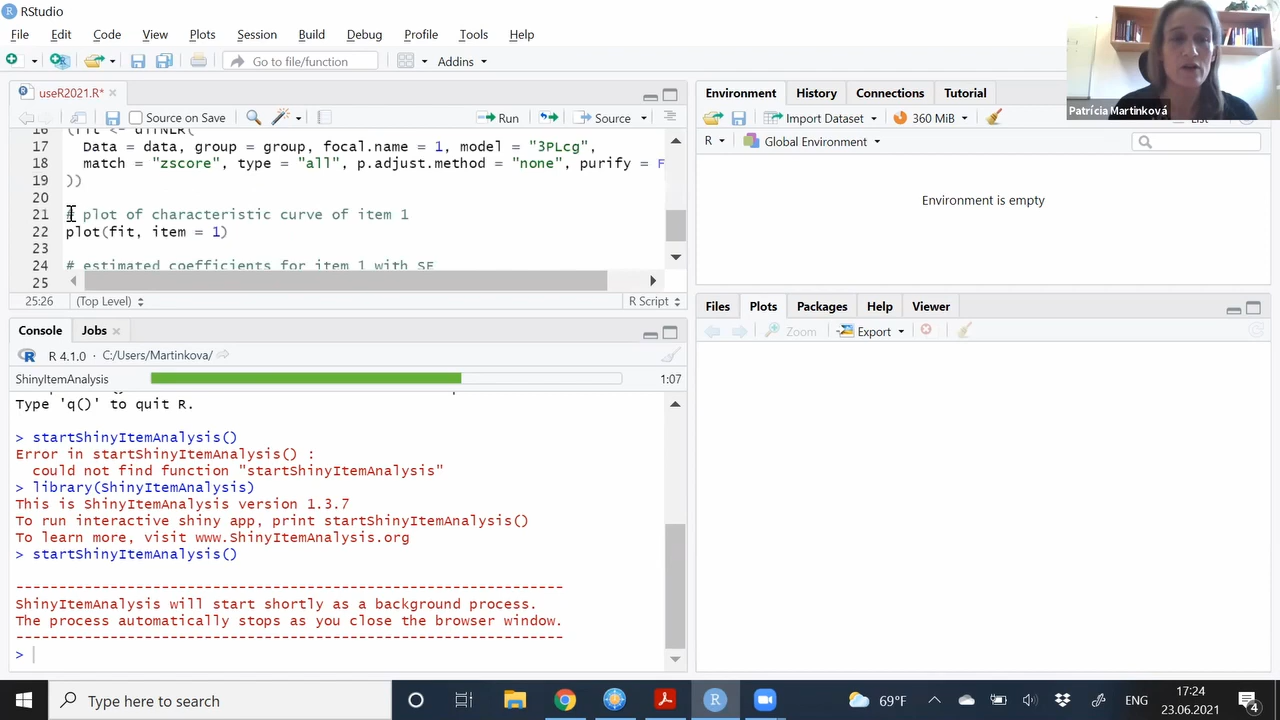 RStudio
File Edit Code View Plots Session Build Debug Profile Tools Help
Go to file/function Addins
useR2021.R*
Source on Save Run Source
16 (fit <- difNLR(
17 Data = data, group = group, focal.name = 1, model = "3PLcg",
18 match = "zscore", type = "all", p.adjust.method = "none", purify = F
19 ))
20
21 # plot of characteristic curve of item 1
22 plot(fit, item = 1)
23
24 # estimated coefficients for item 1 with SE
25
25:26 (Top Level) R Script
Console Jobs
R 4.1.0 · C:/Users/Martinkova/
ShinyItemAnalysis 1:07
Type 'q()' to quit R.
> startShinyItemAnalysis()
Error in startShinyItemAnalysis() :
could not find function "startShinyItemAnalysis"
> library(ShinyItemAnalysis)
This is ShinyItemAnalysis version 1.3.7
To run interactive shiny app, print startShinyItemAnalysis()
To learn more, visit www.ShinyItemAnalysis.org
> startShinyItemAnalysis()
------------------------------------------------------------------
ShinyItemAnalysis will start shortly as a background process.
The process automatically stops as you close the browser window.
------------------------------------------------------------------
>
Environment History Connections Tutorial
Import Dataset 360 MiB List
R Global Environment
Environment is empty
Files Plots Packages Help Viewer
Zoom Export
Patrícia Martinková
Type here to search
69°F ENG
17:24
23.06.2021
4